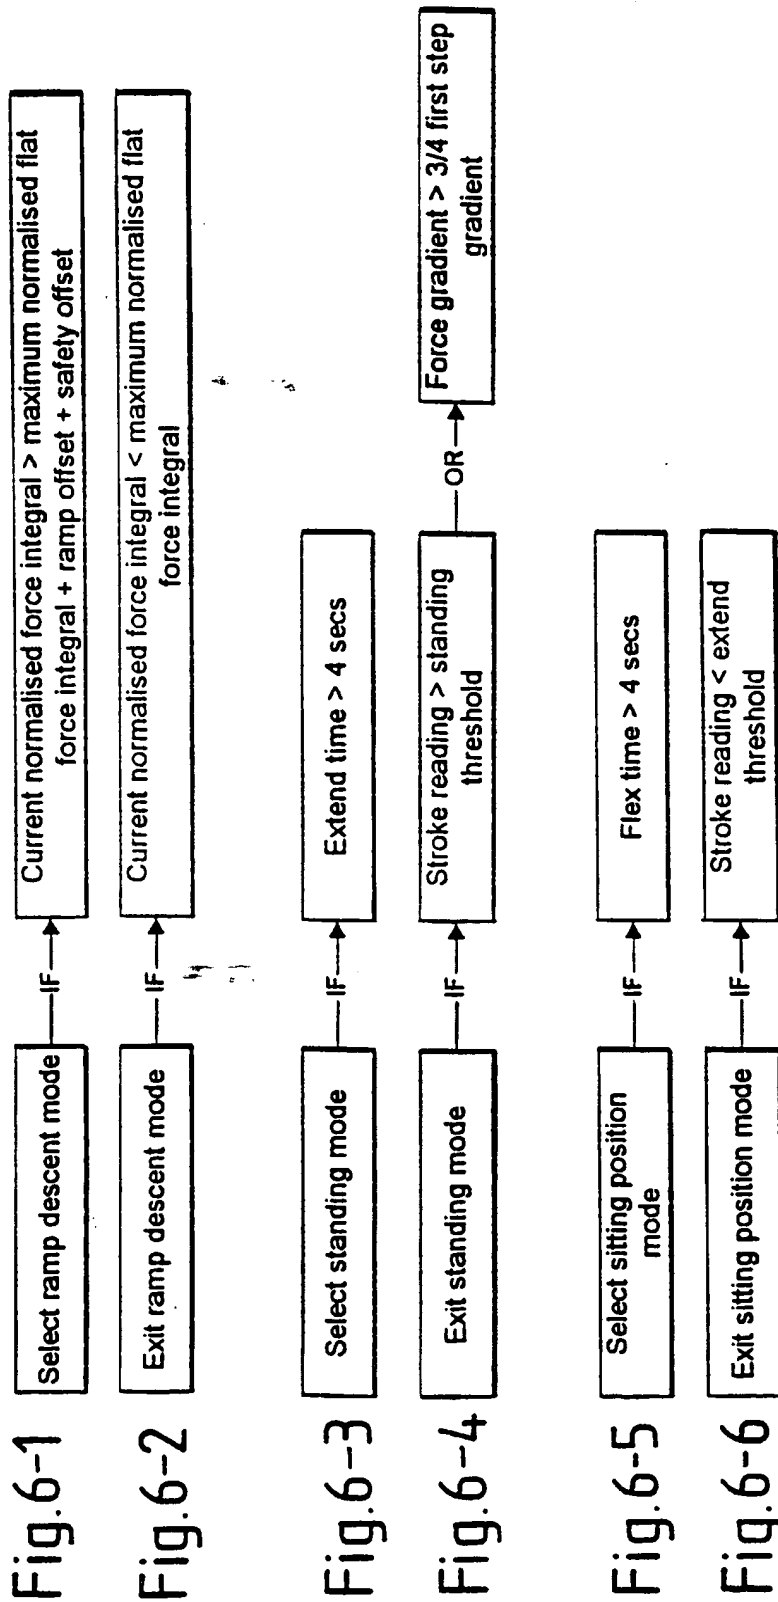 Fig.6-1
Select ramp descent mode
IF
Current normalised force integral > maximum normalised flat
force integral + ramp offset + safety offset
Fig.6-2
Exit ramp descent mode
IF
Current normalised force integral < maximum normalised flat
force integral
Fig.6-3
Select standing mode
IF
Extend time > 4 secs
Fig.6-4
Exit standing mode
IF
Stroke reading > standing
threshold
OR
Force gradient > 3/4 first step
gradient
Fig.6-5
Select sitting position
mode
IF
Flex time > 4 secs
Fig.6-6
Exit sitting position mode
IF
Stroke reading < extend
threshold